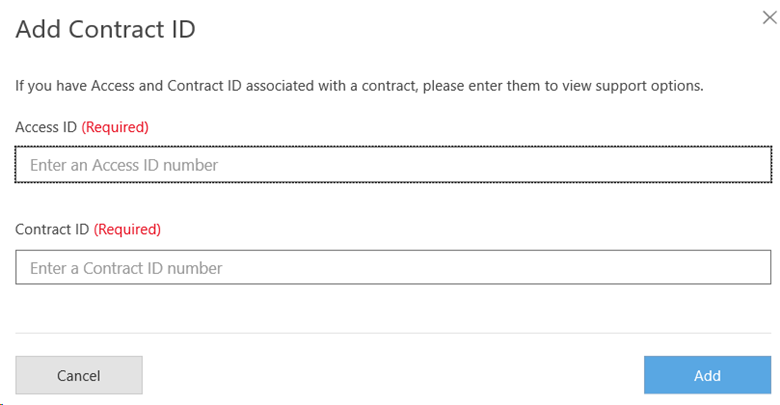 Add Contract ID
If you have Access and Contract ID associated with a contract, please enter them to view support options.
Access ID (Required)
Enter an Access ID number
Contract ID (Required)
Enter a Contract ID number
Cancel
Add